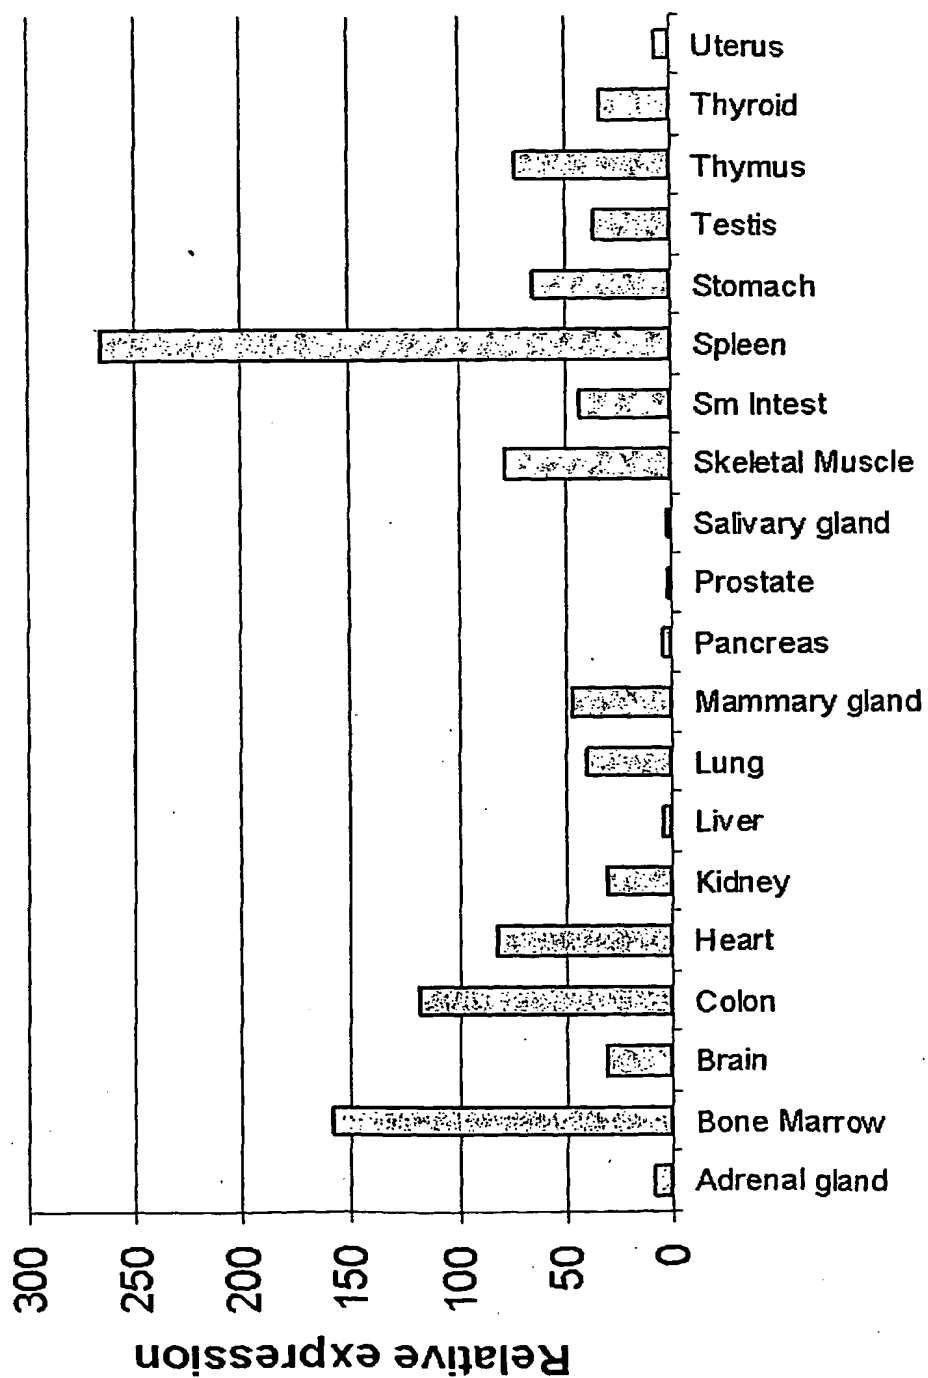 Uterus
Thyroid
Thymus
Testis
Stomach
Spleen
Sm Intest
Skeletal Muscle
Salivary gland
Prostate
Pancreas
Mammary gland
Lung
Liver
Kidney
Heart
Colon
Brain
Bone Marrow
Adrenal gland
300
250
200
150
100
50
0
Relative expression